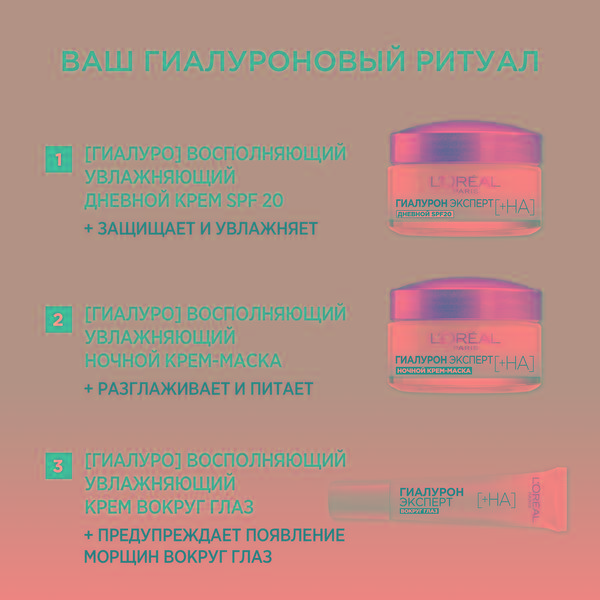 ВАШ ГИАЛУРОНОВЫЙ РИТУАЛ
1
[ГИАЛУРО] ВОСПОЛНЯЮЩИЙ
УВЛАЖНЯЮЩИЙ
ДНЕВНОЙ КРЕМ SPF 20
+ ЗАЩИЩАЕТ И УВЛАЖНЯЕТ
L'ORÉAL
PARIS
ГИАЛУРОН ЭКСПЕРТ [+HA]
ДНЕВНОЙ SPF20
2
[ГИАЛУРО] ВОСПОЛНЯЮЩИЙ
УВЛАЖНЯЮЩИЙ
НОЧНОЙ КРЕМ-МАСКА
+ РАЗГЛАЖИВАЕТ И ПИТАЕТ
L'ORÉAL
PARIS
ГИАЛУРОН ЭКСПЕРТ [+HA]
НОЧНОЙ КРЕМ-МАСКА
3
[ГИАЛУРО] ВОСПОЛНЯЮЩИЙ
УВЛАЖНЯЮЩИЙ
КРЕМ ВОКРУГ ГЛАЗ
+ ПРЕДУПРЕЖДАЕТ ПОЯВЛЕНИЕ
МОРЩИН ВОКРУГ ГЛАЗ
ГИАЛУРОН
ЭКСПЕРТ [+HA]
ВОКРУГ ГЛАЗ
L'ORÉAL